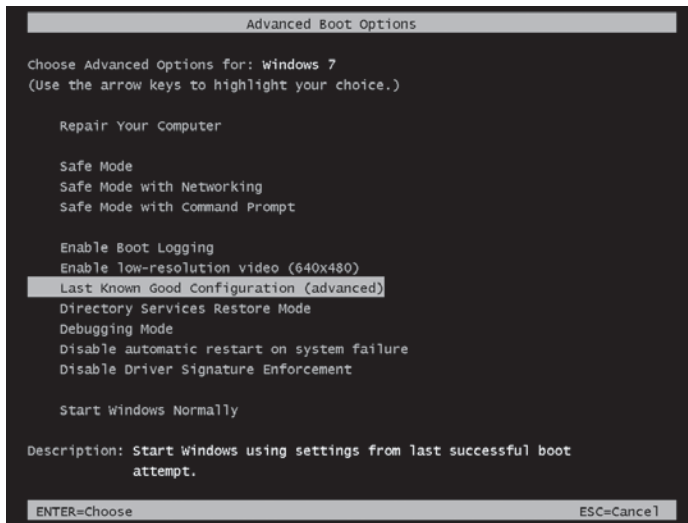 Advanced Boot Options
Choose Advanced Options for: Windows 7
(Use the arrow keys to highlight your choice.)
Repair Your Computer
Safe Mode
Safe Mode with Networking
Safe Mode with Command Prompt
Enable Boot Logging
Enable low-resolution video (640x480)
Last Known Good Configuration (advanced)
Directory Services Restore Mode
Debugging Mode
Disable automatic restart on system failure
Disable Driver Signature Enforcement
Start Windows Normally
Description: Start Windows using settings from last successful boot
attempt.
ENTER=Choose ESC=Cancel